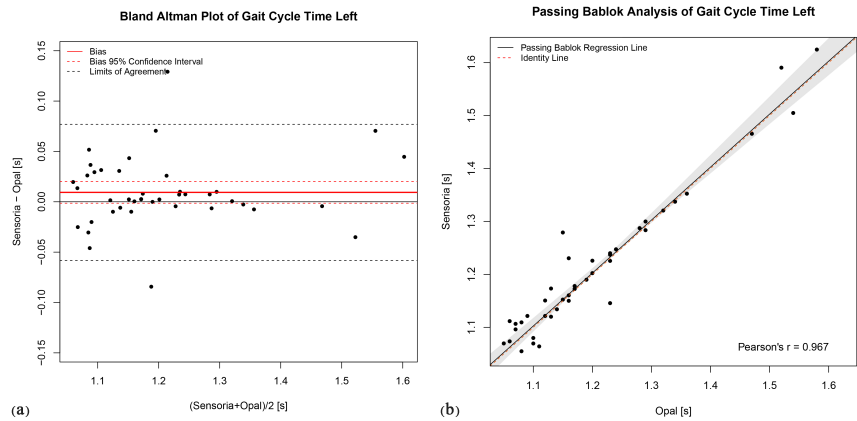 Bland Altman Plot of Gait Cycle Time Left
Sensoria − Opal [s]
0.15
0.10
0.05
0.00
−0.05
−0.10
−0.15
Bias
Bias 95% Confidence Interval
Limits of Agreement
1.1 1.2 1.3 1.4 1.5 1.6
(Sensoria+Opal)/2 [s]
(a)
Passing Bablok Analysis of Gait Cycle Time Left
Sensoria [s]
1.6
1.5
1.4
1.3
1.2
1.1
Passing Bablok Regression Line
Identity Line
Pearson's r = 0.967
1.1 1.2 1.3 1.4 1.5 1.6
Opal [s]
(b)